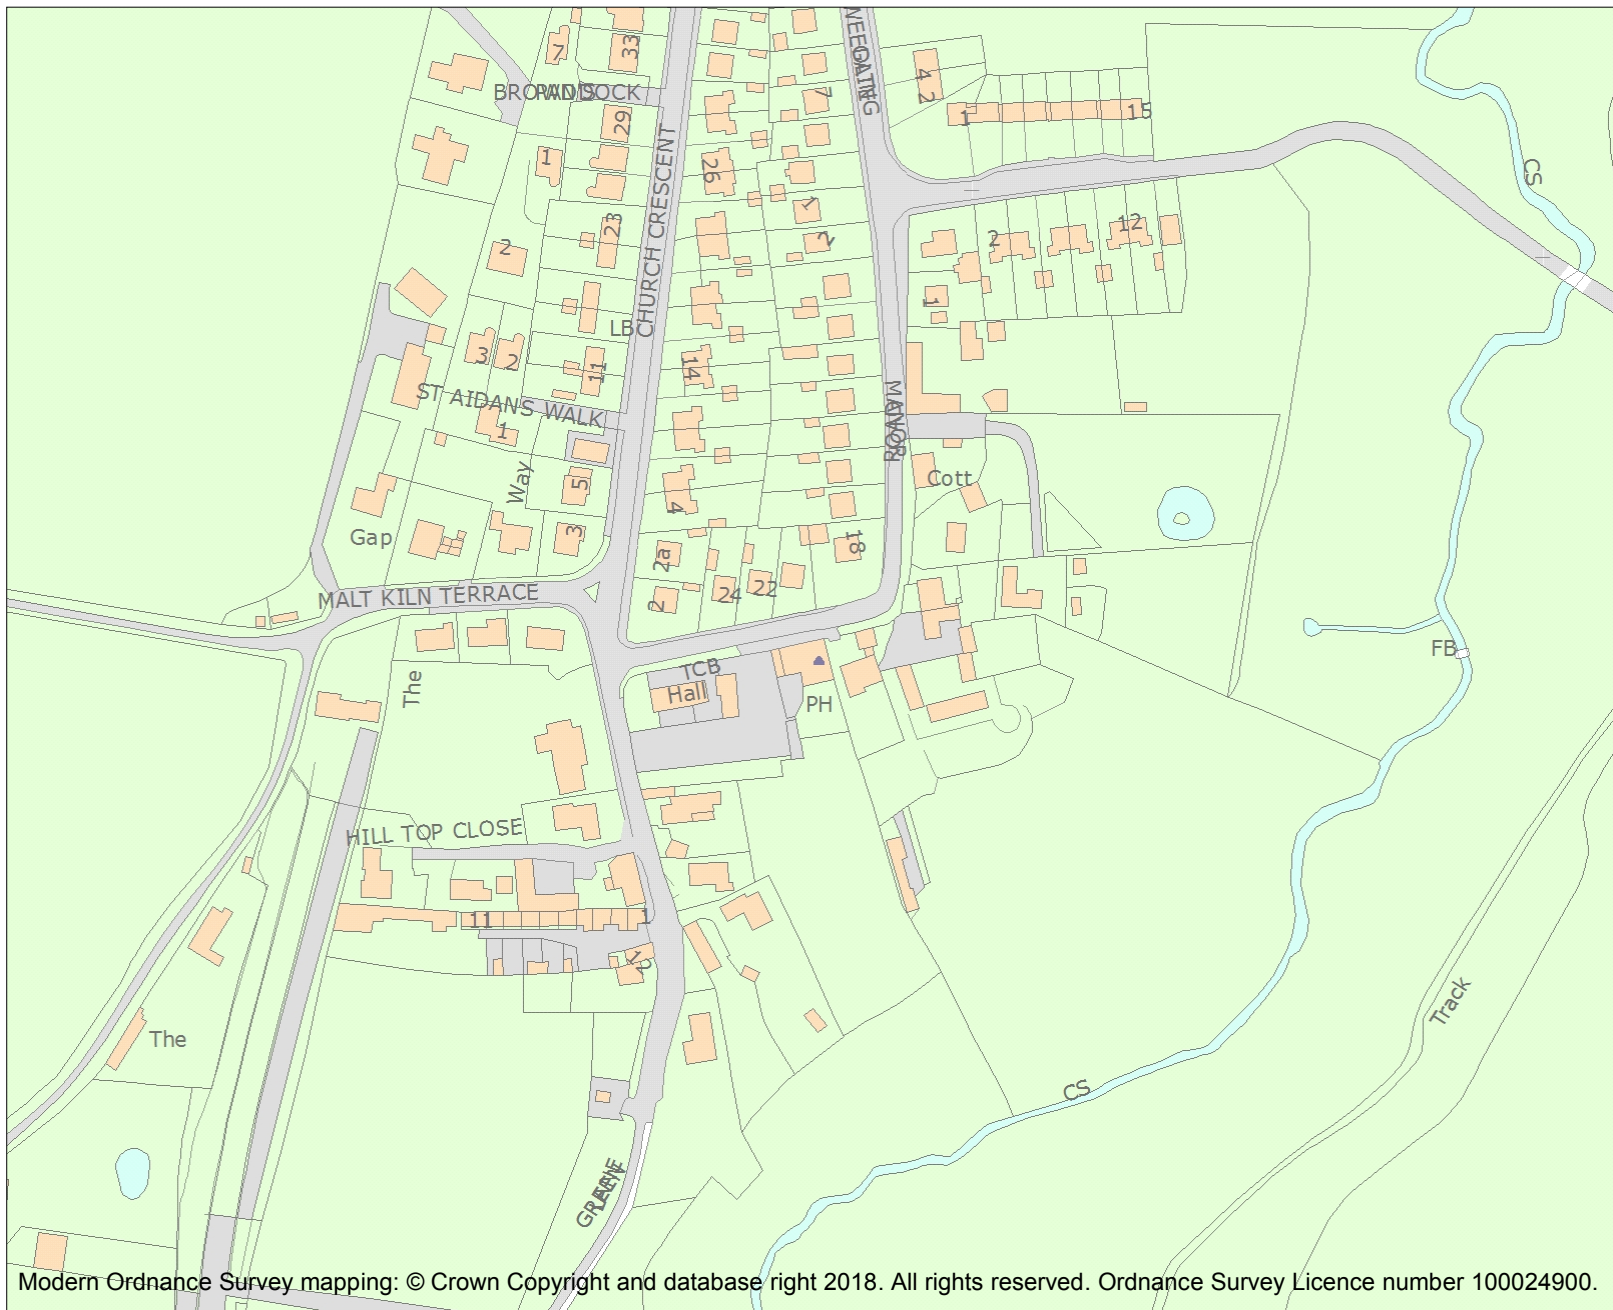 7
33
BROAD
PADDOCK
29
1
23
2
CHURCH CRESCENT
LB
3
2
11
ST AIDANS WALK
1
Way
5
3
Gap
26
14
4
2a
2
24
22
18
7
1
2
4
2
1
15
2
12
1
CS
MANOR
ROAD
Cott
MALT KILN TERRACE
The
TCB
Hall
PH
FB
HILL TOP CLOSE
11
1
12
The
Track
CS
LANE
Modern Ordnance Survey mapping: © Crown Copyright and database right 2018. All rights reserved. Ordnance Survey Licence number 100024900.